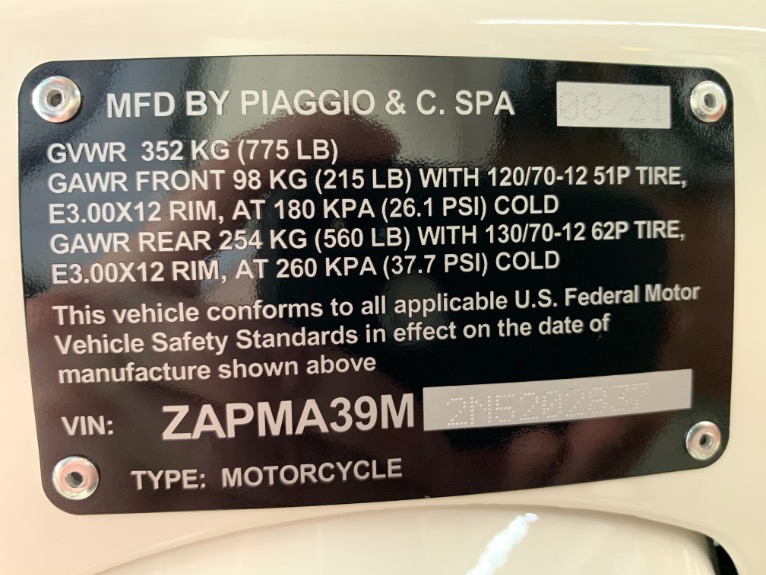 MFD BY PIAGGIO & C. SPA 08/21
GVWR 352 KG (775 LB)
GAWR FRONT 98 KG (215 LB) WITH 120/70-12 51P TIRE,
E3.00X12 RIM, AT 180 KPA (26.1 PSI) COLD
GAWR REAR 254 KG (560 LB) WITH 130/70-12 62P TIRE,
E3.00X12 RIM, AT 260 KPA (37.7 PSI) COLD
This vehicle conforms to all applicable U.S. Federal Motor
Vehicle Safety Standards in effect on the date of
manufacture shown above
VIN: ZAPMA39M 2N5202837
TYPE: MOTORCYCLE